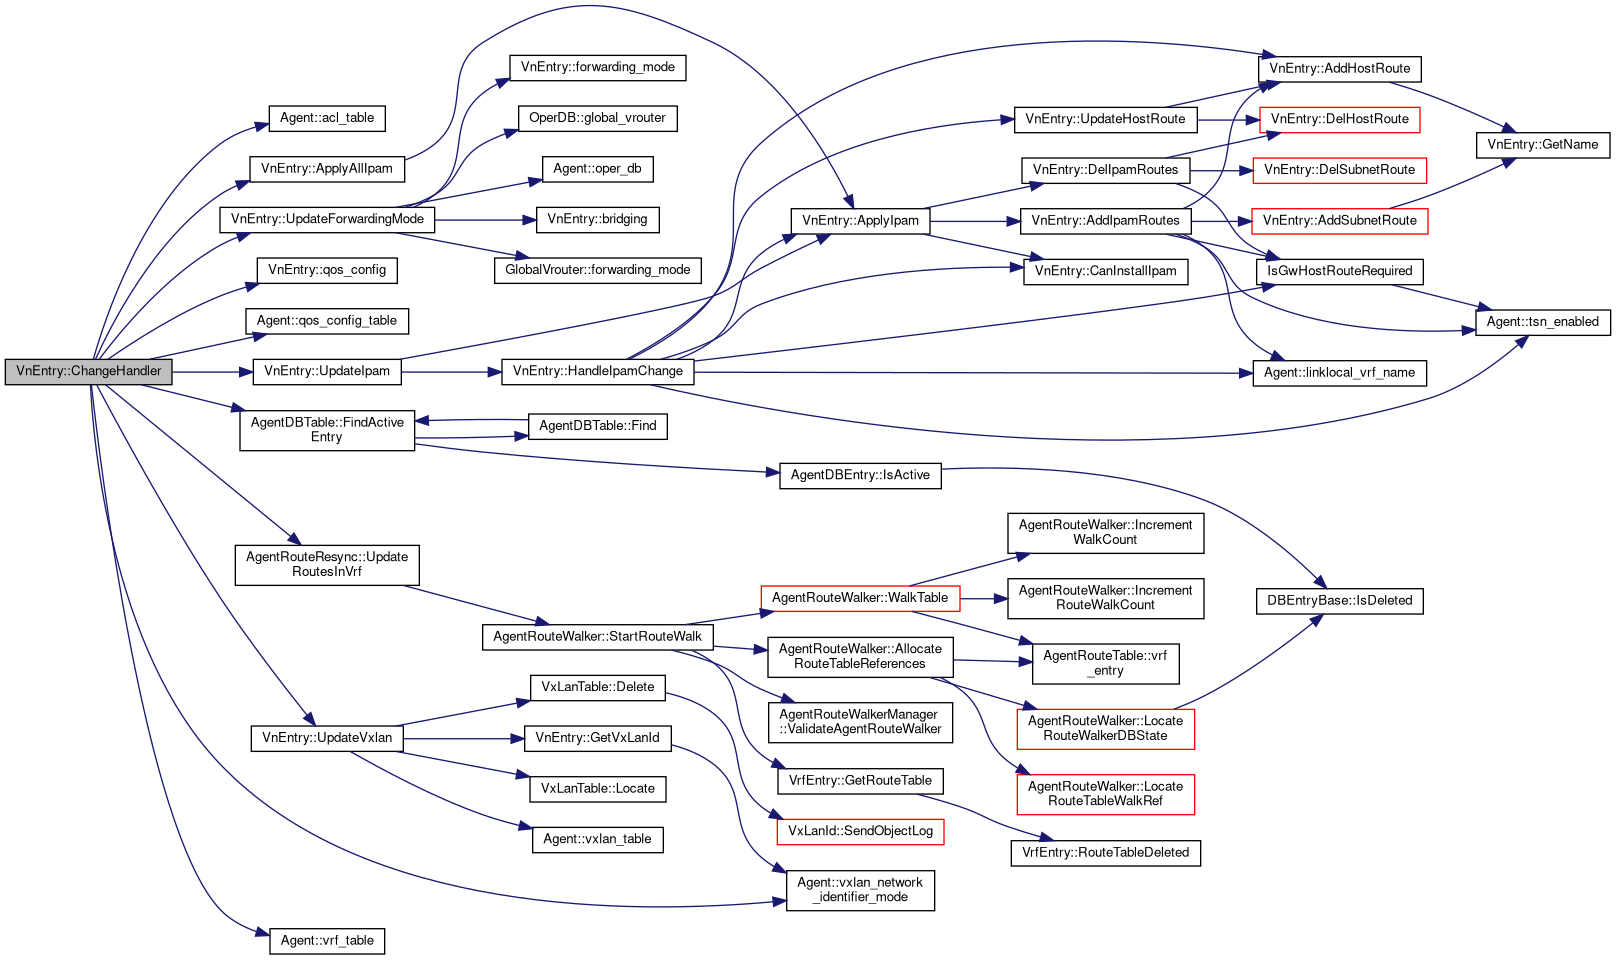 VnEntry::ChangeHandler
Agent::acl_table
VnEntry::ApplyAllIpam
VnEntry::UpdateForwardingMode
VnEntry::qos_config
Agent::qos_config_table
VnEntry::UpdateIpam
AgentDBTable::FindActive
Entry
AgentRouteResync::Update
RoutesInVrf
VnEntry::UpdateVxlan
Agent::vrf_table
VnEntry::forwarding_mode
OperDB::global_vrouter
Agent::oper_db
VnEntry::bridging
GlobalVrouter::forwarding_mode
VnEntry::HandleIpamChange
AgentDBTable::Find
AgentRouteWalker::StartRouteWalk
VxLanTable::Delete
VnEntry::GetVxLanId
VxLanTable::Locate
Agent::vxlan_table
VnEntry::ApplyIpam
AgentDBEntry::IsActive
AgentRouteWalker::WalkTable
AgentRouteWalker::Allocate
RouteTableReferences
AgentRouteWalkerManager
::ValidateAgentRouteWalker
VrfEntry::GetRouteTable
VxLanId::SendObjectLog
Agent::vxlan_network
_identifier_mode
VnEntry::UpdateHostRoute
VnEntry::DelIpamRoutes
VnEntry::AddIpamRoutes
VnEntry::CanInstallIpam
AgentRouteWalker::Increment
WalkCount
AgentRouteWalker::Increment
RouteWalkCount
AgentRouteTable::vrf
_entry
AgentRouteWalker::Locate
RouteWalkerDBState
AgentRouteWalker::Locate
RouteTableWalkRef
VrfEntry::RouteTableDeleted
VnEntry::AddHostRoute
VnEntry::DelHostRoute
VnEntry::DelSubnetRoute
VnEntry::AddSubnetRoute
IsGwHostRouteRequired
Agent::linklocal_vrf_name
DBEntryBase::IsDeleted
VnEntry::GetName
Agent::tsn_enabled